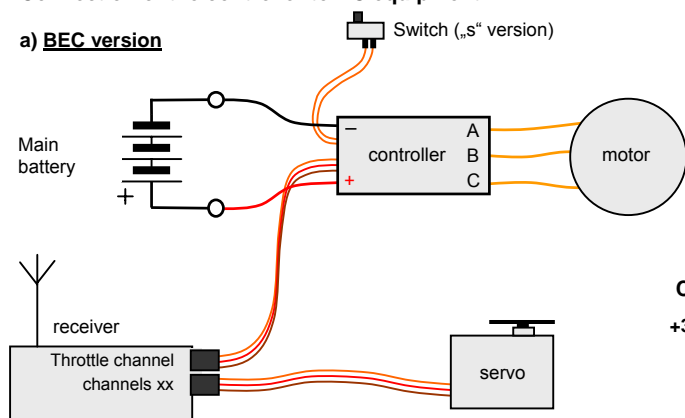 a) BEC version
Switch („s“ version)
Main
battery
+
−
+
controller
A
B
C
motor
receiver
Throttle channel
channels xx
servo